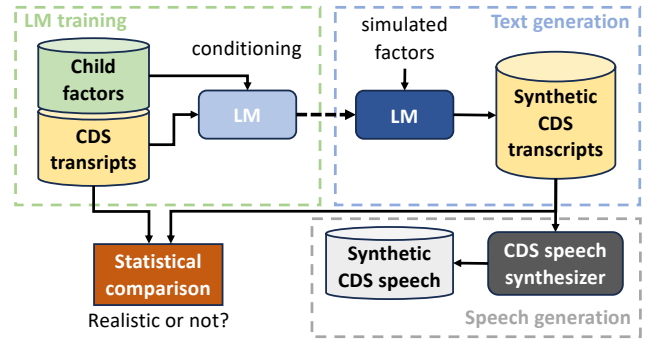 LM training
Text generation
conditioning
simulated
factors
Child
factors
CDS
transripts
LM
LM
Synthetic
CDS
transcripts
Statistical
comparison
Realistic or not?
Synthetic
CDS speech
CDS speech
synthesizer
Speech generation